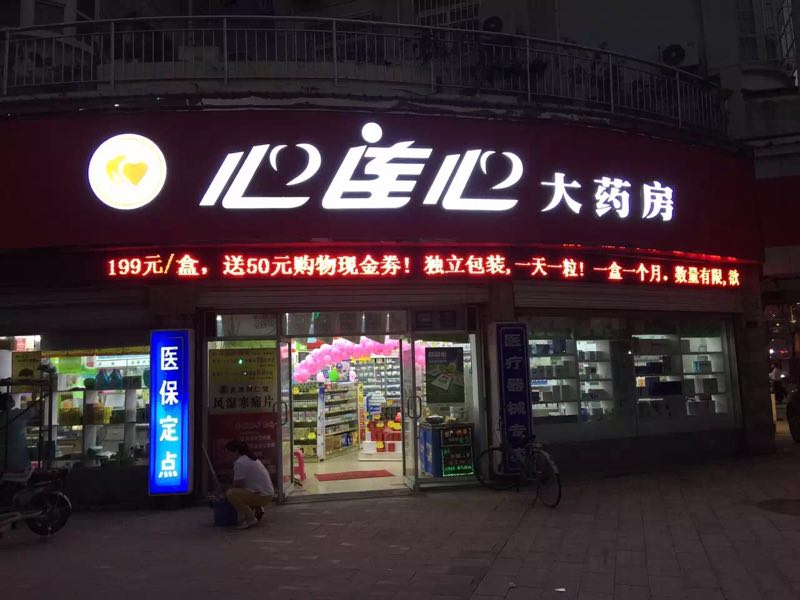 心连心大药房
199元/盒，送50元购物现金券！独立包装，一天一粒！一盒一个月。数量有限，欲
医保定点
风湿寒痛片
医疗器械专